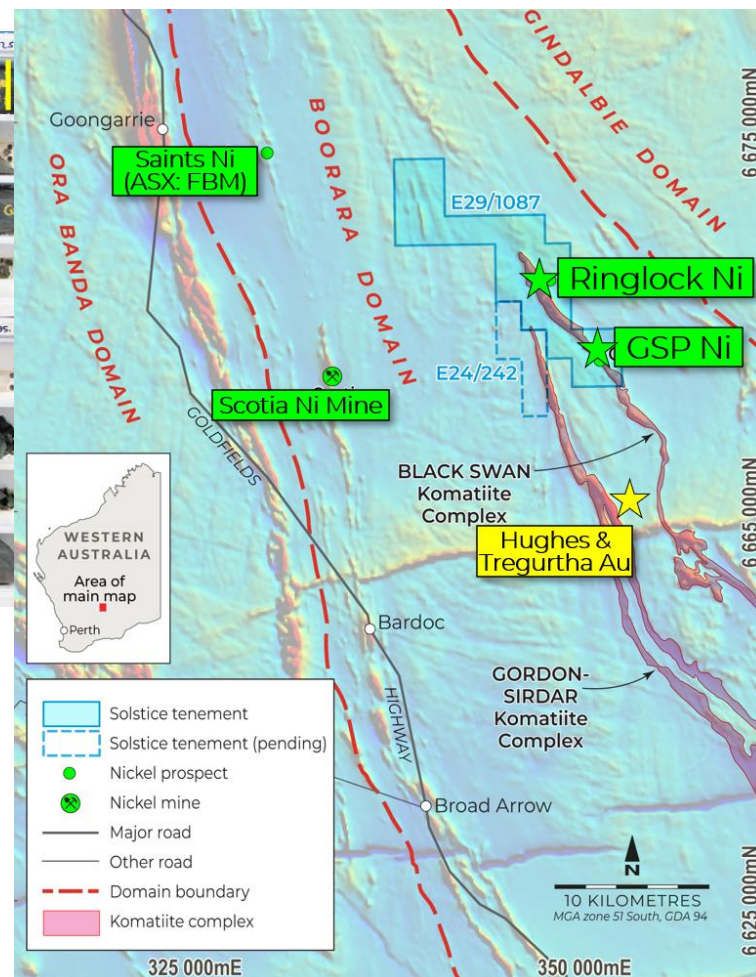 GINDALBIE DOMAIN
6 675 000mN
Goongarrie
BOORARA DOMAIN
Saints Ni
(ASX: FBM)
ORA BANDA DOMAIN
E29/1087
Ringlock Ni
GSP Ni
E24/242
Scotia Ni Mine
GOLDFIELDS
HIGHWAY
BLACK SWAN
Komatiite
Complex
6 665 000mN
WESTERN
AUSTRALIA
Area of
main map
Perth
Hughes &
Tregurtha Au
Bardoc
GORDON-
SIRDAR
Komatiite
Complex
Solstice tenement
Solstice tenement (pending)
Nickel prospect
Nickel mine
Major road
Other road
Domain boundary
Komatiite complex
Broad Arrow
N
10 KILOMETRES
MGA zone 51 South, GDA 94
6 625 000mN
325 000mE
350 000mE